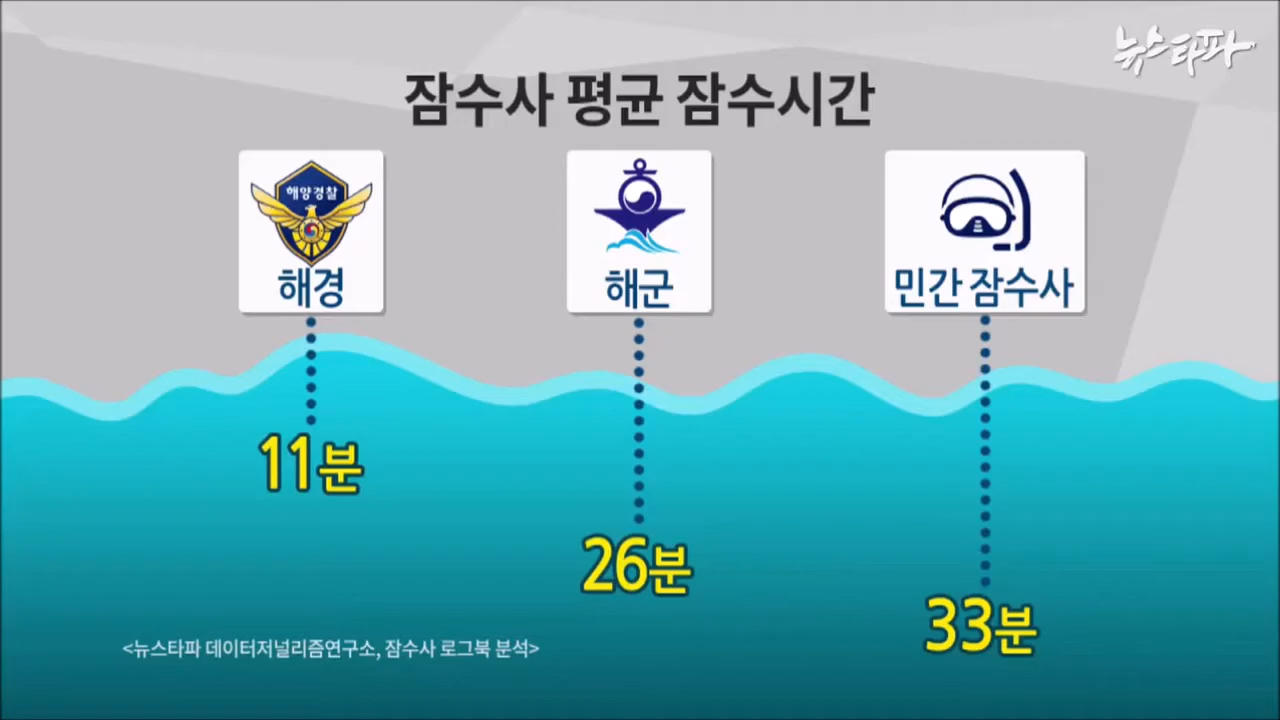 뉴스타파
잠수사 평균 잠수시간
해양경찰
해경
해군
민간 잠수사
11분
26분
33분
<뉴스타파 데이터저널리즘연구소, 잠수사 로그북 분석>